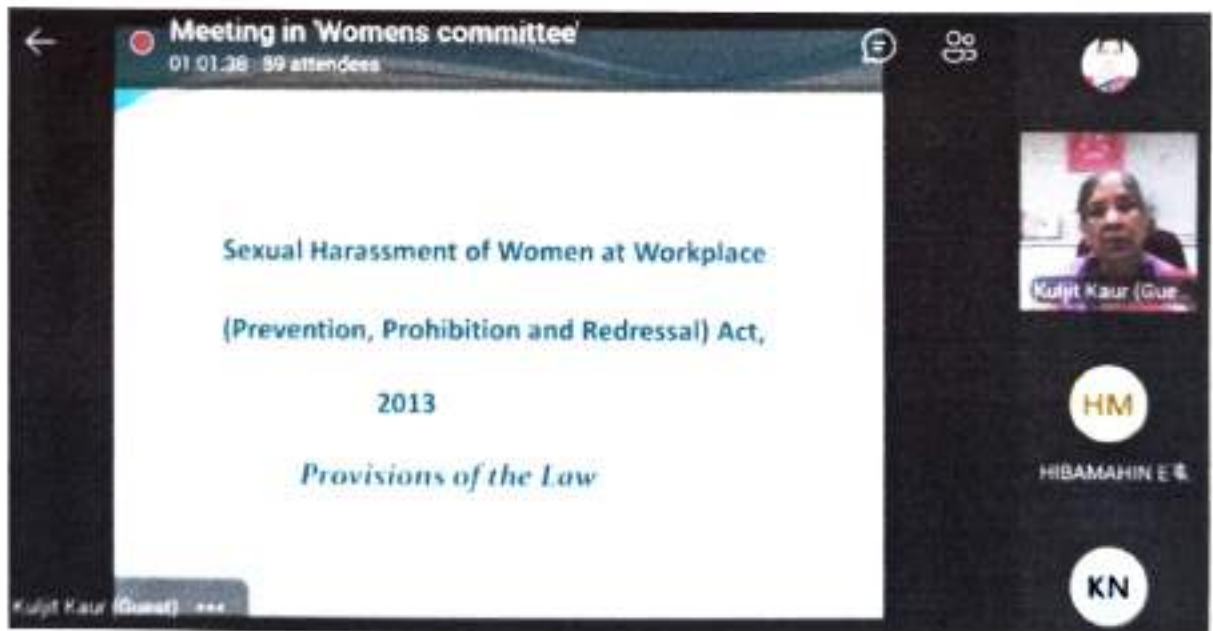 Meeting in 'Womens committee'
01:01:38 59 attendees
Sexual Harassment of Women at Workplace
(Prevention, Prohibition and Redressal) Act,
2013
Provisions of the Law
Kuljit Kaur (Gue...
HM
HIBAMAHIN E
KN
Kuljit Kaur (Guest)